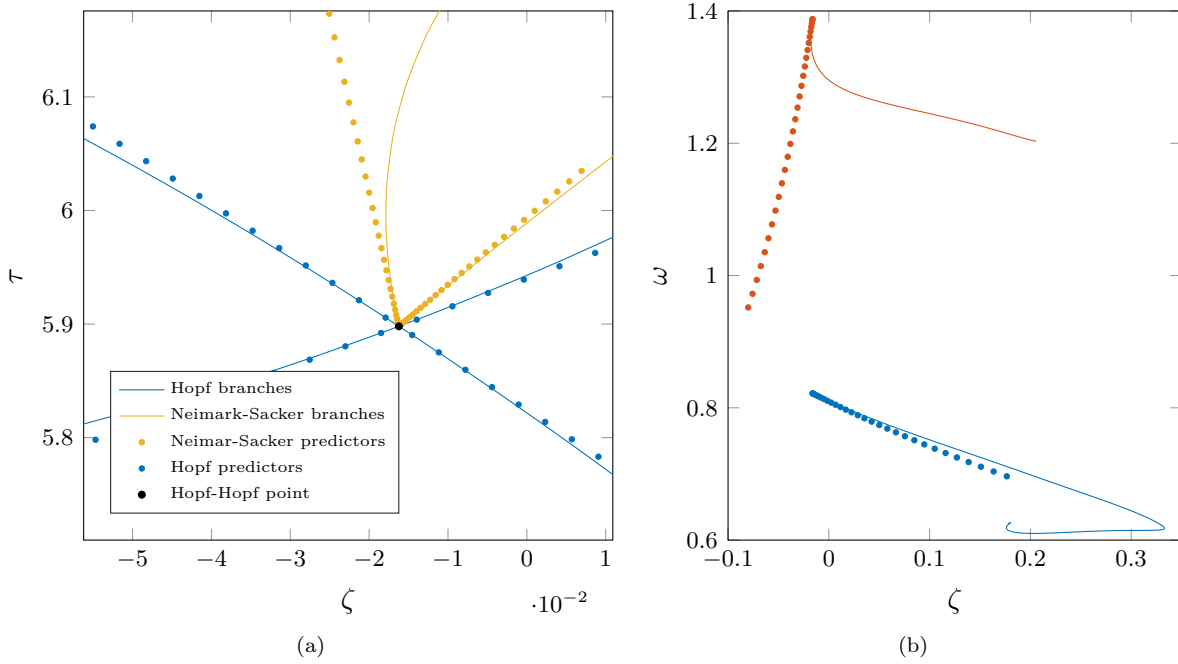 6.1
6
5.9
5.8
τ
Hopf branches
Neimark-Sacker branches
Neimar-Sacker predictors
Hopf predictors
Hopf-Hopf point
−5 −4 −3 −2 −1 0 1
ζ ·10−2
(a)
1.4
1.2
1
0.8
0.6
ω
−0.1 0 0.1 0.2 0.3
ζ
(b)